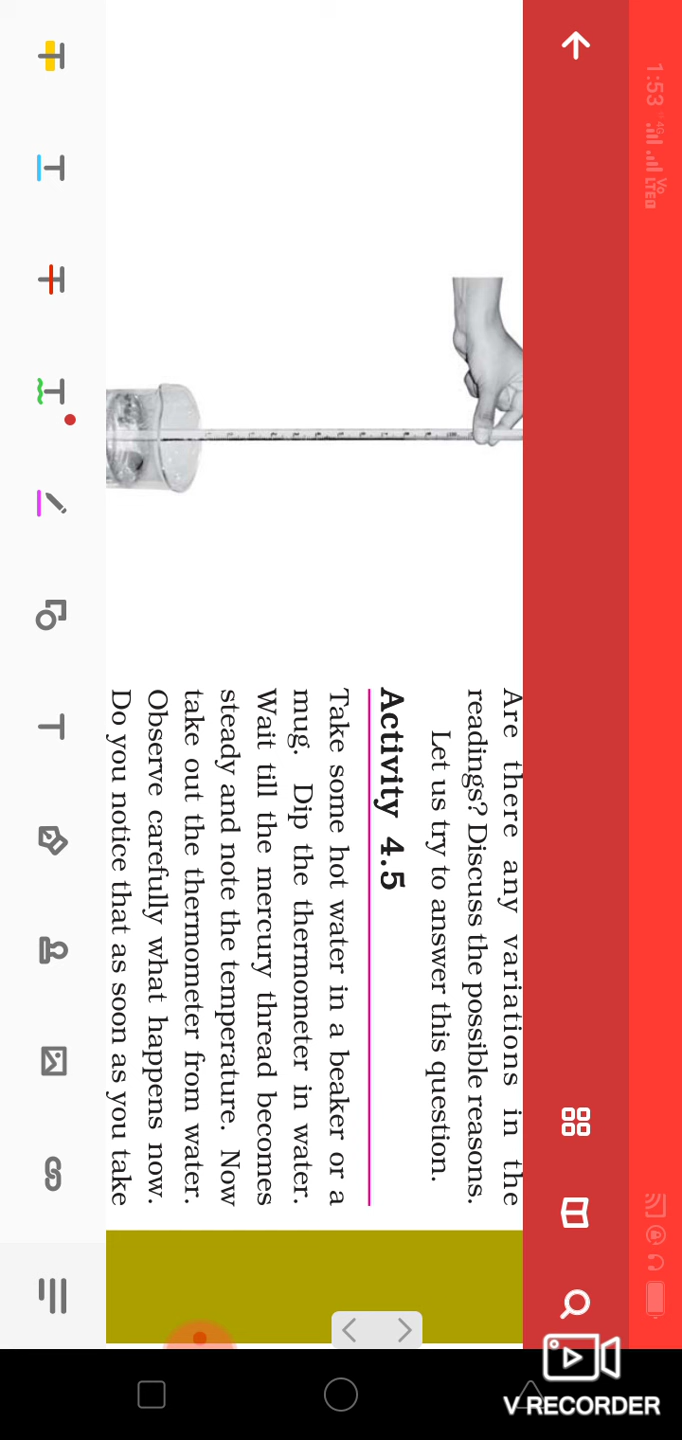 1:53
4G
Vo
LTE
Are there any variations in the
readings? Discuss the possible reasons.
Let us try to answer this question.
Activity 4.5
Take some hot water in a beaker or a
mug. Dip the thermometer in water.
Wait till the mercury thread becomes
steady and note the temperature. Now
take out the thermometer from water.
Observe carefully what happens now.
Do you notice that as soon as you take
V RECORDER